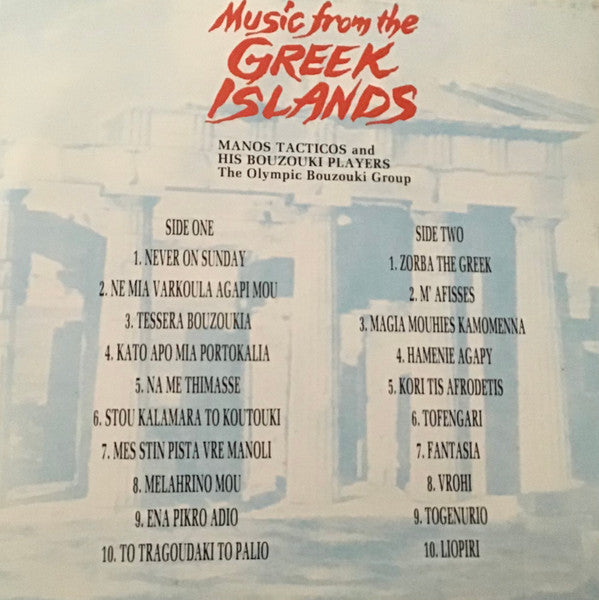 Music from the
GREEK
ISLANDS
MANOS TACTICOS and
HIS BOUZOUKI PLAYERS
The Olympic Bouzouki Group
SIDE ONE
1. NEVER ON SUNDAY
2. NE MIA VARKOULA AGAPI MOU
3. TESSERA BOUZOUKIA
4. KATO APO MIA PORTOKALIA
5. NA ME THIMASSE
6. STOU KALAMARA TO KOUTOUKI
7. MES STIN PISTA VRE MANOLI
8. MELAHRINO MOU
9. ENA PIKRO ADIO
10. TO TRAGOUDAKI TO PALIO
SIDE TWO
1. ZORBA THE GREEK
2. M' AFISSES
3. MAGIA MOUHIES KAMOMENNA
4. HAMENIE AGAPY
5. KORI TIS AFRODETIS
6. TOFENGARI
7. FANTASIA
8. VROHI
9. TOGENURIO
10. LIOPIRI